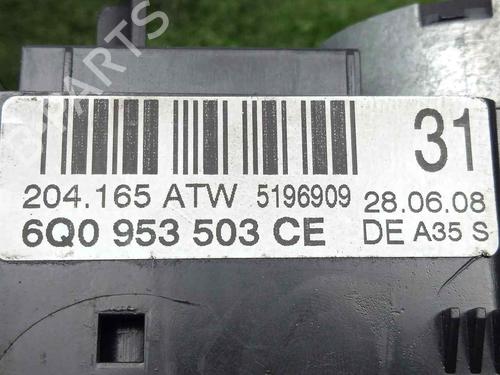 31
204.165 ATW 5196909 28.06.08
6Q0 953 503 CE DE A35 S